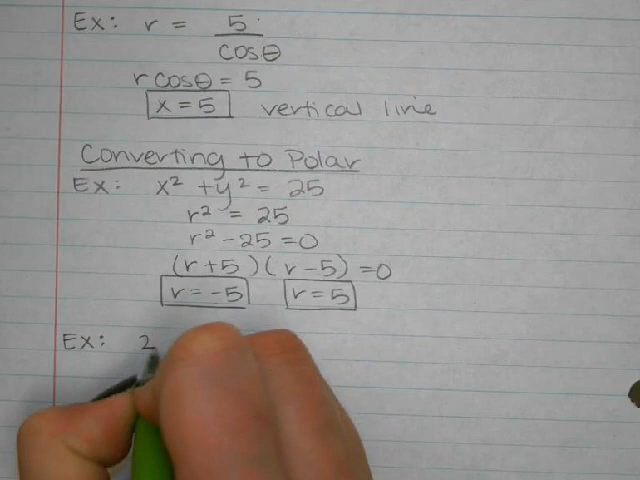 Ex: r = 5 / cosθ
r cosθ = 5
x = 5 vertical line
Converting to Polar
Ex: x² + y² = 25
r² = 25
r² - 25 = 0
(r + 5)(r - 5) = 0
r = -5 r = 5
Ex: 2